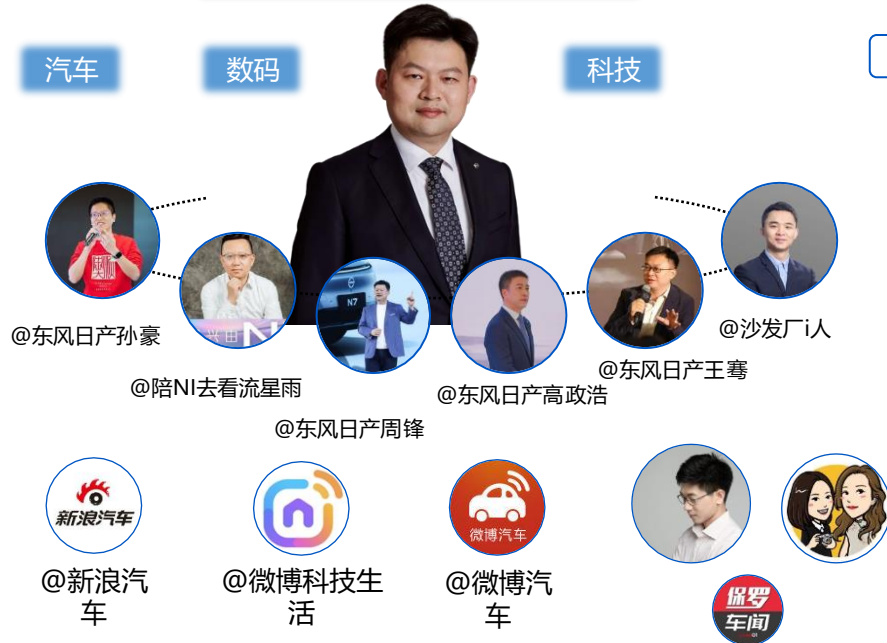 汽车
数码
科技
N7
@东风日产孙豪
@陪NI去看流星雨
@东风日产周锋
@东风日产高政浩
@东风日产王骞
@沙发厂i人
新浪汽车
微博汽车
@新浪汽
车
@微博科技生
活
@微博汽
车
保罗
车闻